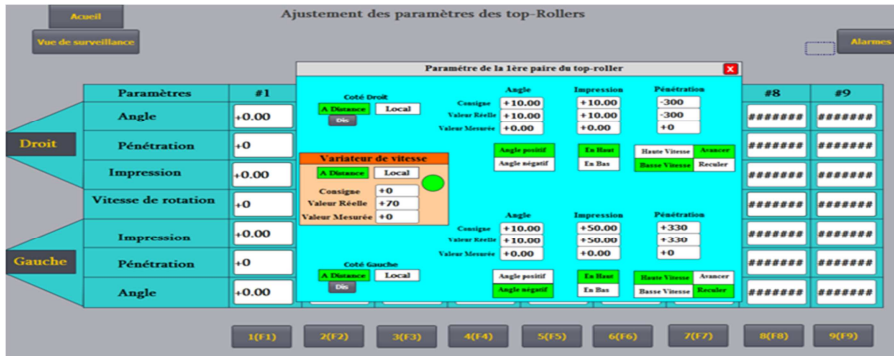 Acueil
Ajustement des paramètres des top-Rollers
Vue de surveillance
Alarmes
Paramètre de la 1ère paire du top-roller
X
Paramètres #1 #8 #9
Droit
Angle +0.00 ####### #######
Pénétration +0 ####### #######
Impression +0.00 ####### #######
Vitesse de rotation +0 ####### #######
Gauche
Impression +0.00 ####### #######
Pénétration +0 ####### #######
Angle +0.00 ####### #######
Coté Droit
A Distance Local
Dis
Angle Impression Pénétration
Consigne +10.00 +10.00 -300
Valeur Réelle +10.00 +10.00 -300
Valeur Mesurée +0.00 +0.00 +0
Angle positif En Haut Haute Vitesse Avancer
Angle négatif En Bas Basse Vitesse Reculer
Variateur de vitesse
A Distance Local
Consigne +0
Valeur Réelle +70
Valeur Mesurée +0
Angle Impression Pénétration
Consigne +10.00 +50.00 +330
Valeur Réelle +10.00 +50.00 +330
Valeur Mesurée +0.00 +0.00 +0
Coté Gauche
A Distance Local
Dis
Angle positif En Haut Haute Vitesse Avancer
Angle négatif En Bas Basse Vitesse Reculer
1(F1) 2(F2) 3(F3) 4(F4) 5(F5) 6(F6) 7(F7) 8(F8) 9(F9)